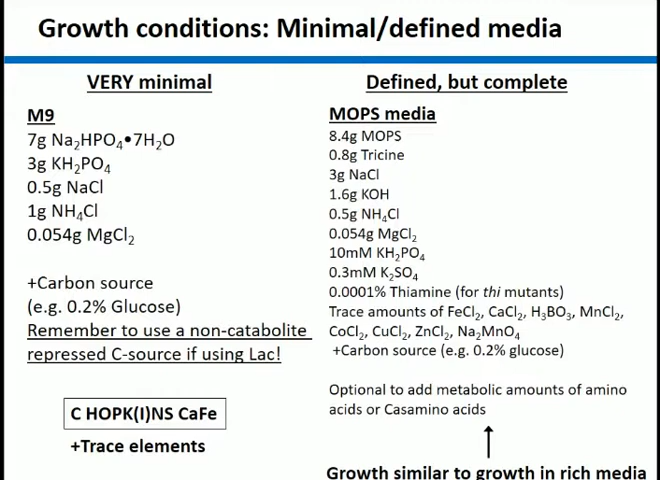 Growth conditions: Minimal/defined media
VERY minimal
M9
7g Na₂HPO₄•7H₂O
3g KH₂PO₄
0.5g NaCl
1g NH₄Cl
0.054g MgCl₂
+Carbon source
(e.g. 0.2% Glucose)
Remember to use a non-catabolite
repressed C-source if using Lac!
C HOPK(I)NS CaFe
+Trace elements
Defined, but complete
MOPS media
8.4g MOPS
0.8g Tricine
3g NaCl
1.6g KOH
0.5g NH₄Cl
0.054g MgCl₂
10mM KH₂PO₄
0.3mM K₂SO₄
0.0001% Thiamine (for thi mutants)
Trace amounts of FeCl₂, CaCl₂, H₃BO₃, MnCl₂,
CoCl₂, CuCl₂, ZnCl₂, Na₂MnO₄
+Carbon source (e.g. 0.2% glucose)
Optional to add metabolic amounts of amino
acids or Casamino acids
Growth similar to growth in rich media